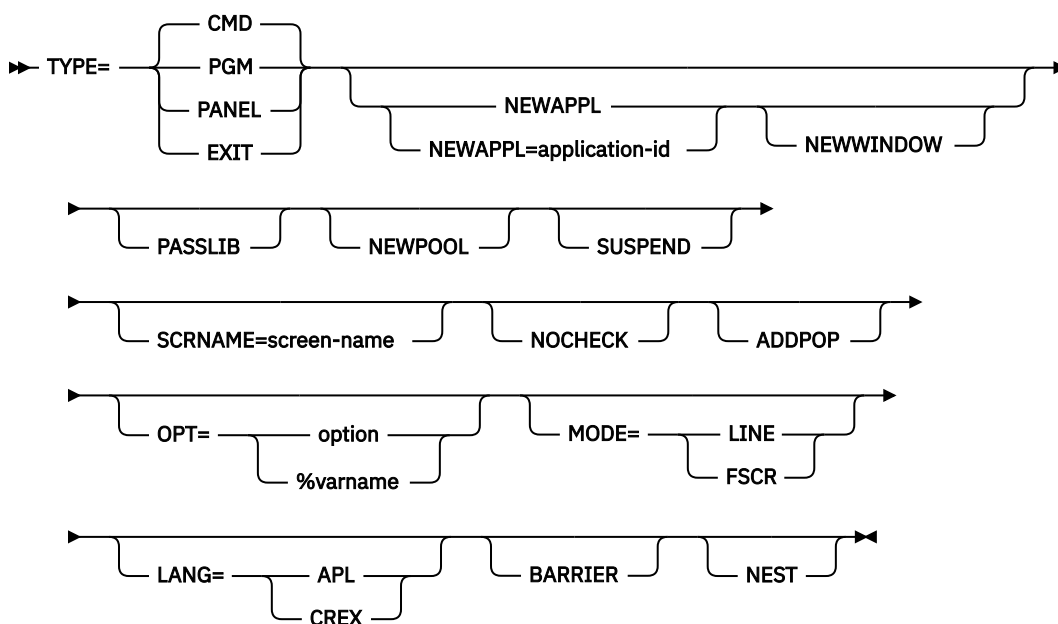 CMD
TYPE= PGM
PANEL
EXIT
NEWAPPL
NEWAPPL=application-id
NEWWINDOW
PASSLIB NEWPOOL SUSPEND
SCRNAME=screen-name NOCHECK ADDPOP
OPT= option MODE= LINE
%varname FSCR
LANG= APL BARRIER NEST
CREX